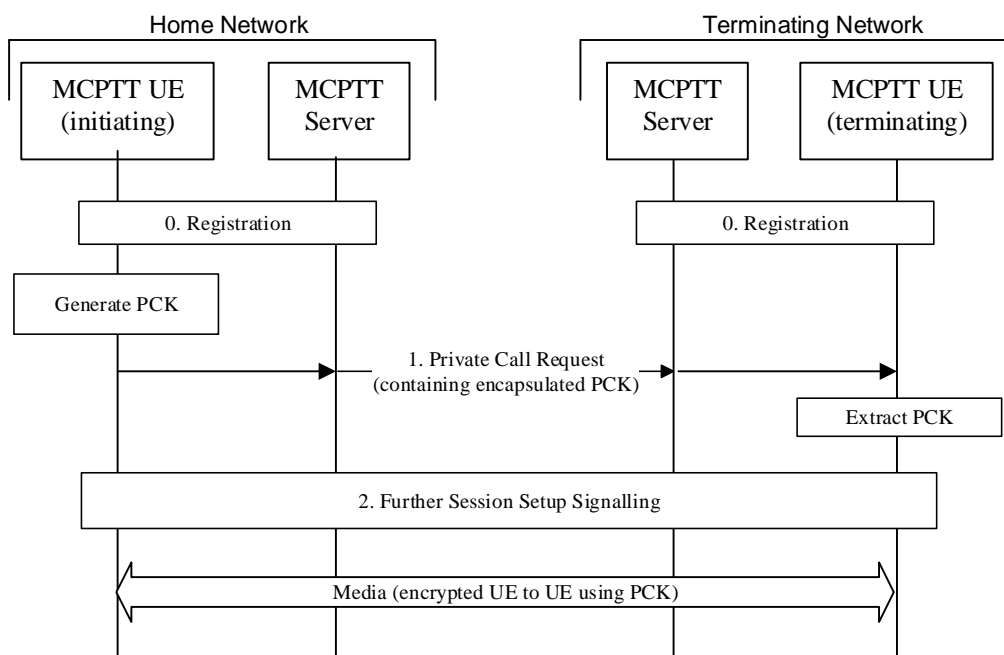 Home Network
Terminating Network
MCPTT UE
(initiating)
MCPTT
Server
MCPTT
Server
MCPTT UE
(terminating)
0. Registration
0. Registration
Generate PCK
1. Private Call Request
(containing encapsulated PCK)
Extract PCK
2. Further Session Setup Signalling
Media (encrypted UE to UE using PCK)